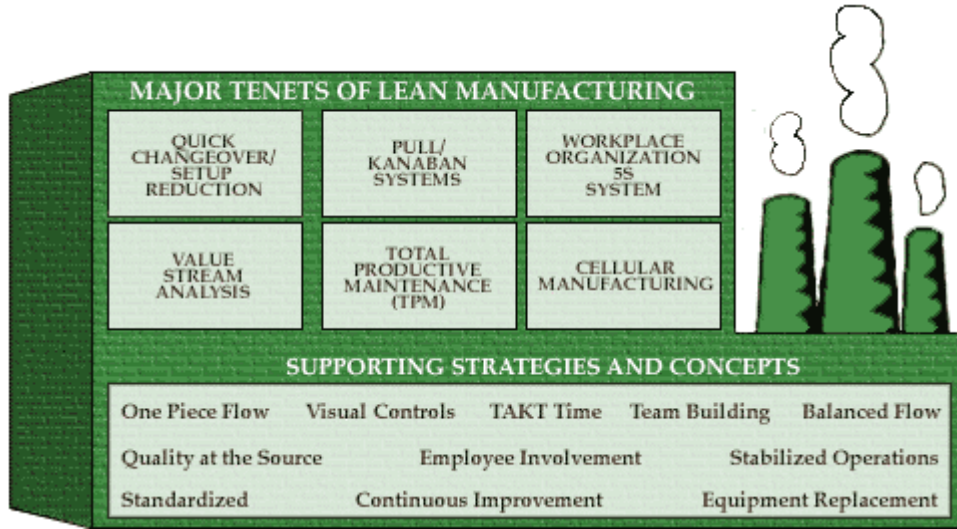 MAJOR TENETS OF LEAN MANUFACTURING
QUICK
CHANGEOVER/
SETUP
REDUCTION
PULL/
KANABAN
SYSTEMS
WORKPLACE
ORGANIZATION
5S
SYSTEM
VALUE
STREAM
ANALYSIS
TOTAL
PRODUCTIVE
MAINTENANCE
(TPM)
CELLULAR
MANUFACTURING
SUPPORTING STRATEGIES AND CONCEPTS
One Piece Flow Visual Controls TAKT Time Team Building Balanced Flow
Quality at the Source Employee Involvement Stabilized Operations
Standardized Continuous Improvement Equipment Replacement